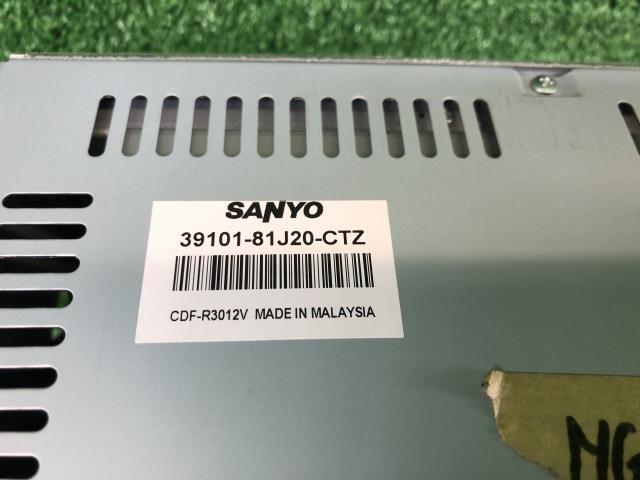 SANYO
39101-81J20-CTZ
CDF-R3012V MADE IN MALAYSIA